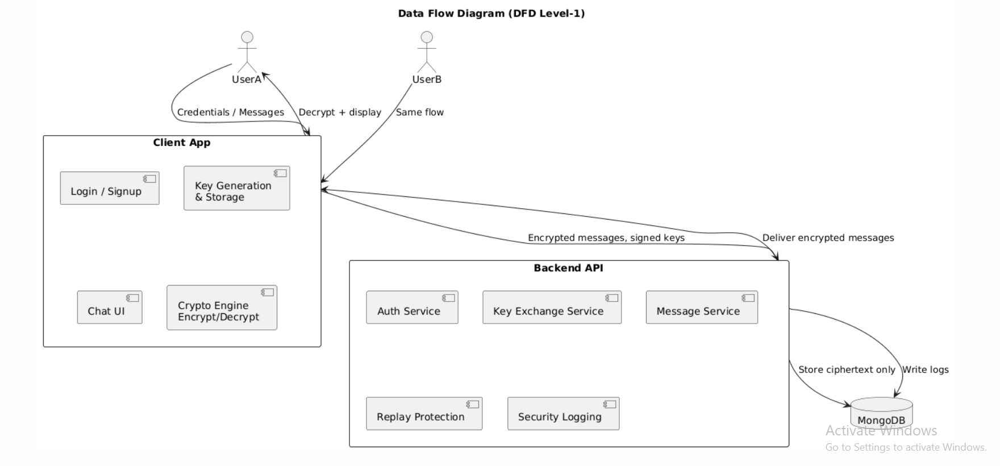 Data Flow Diagram (DFD Level-1)
UserA
UserB
Credentials / Messages
Decrypt + display
Same flow
Client App
Login / Signup
Key Generation
& Storage
Chat UI
Crypto Engine
Encrypt/Decrypt
Encrypted messages, signed keys
Deliver encrypted messages
Backend API
Auth Service
Key Exchange Service
Message Service
Replay Protection
Security Logging
Store ciphertext only
Write logs
MongoDB
Activate Windows
Go to Settings to activate Windows.